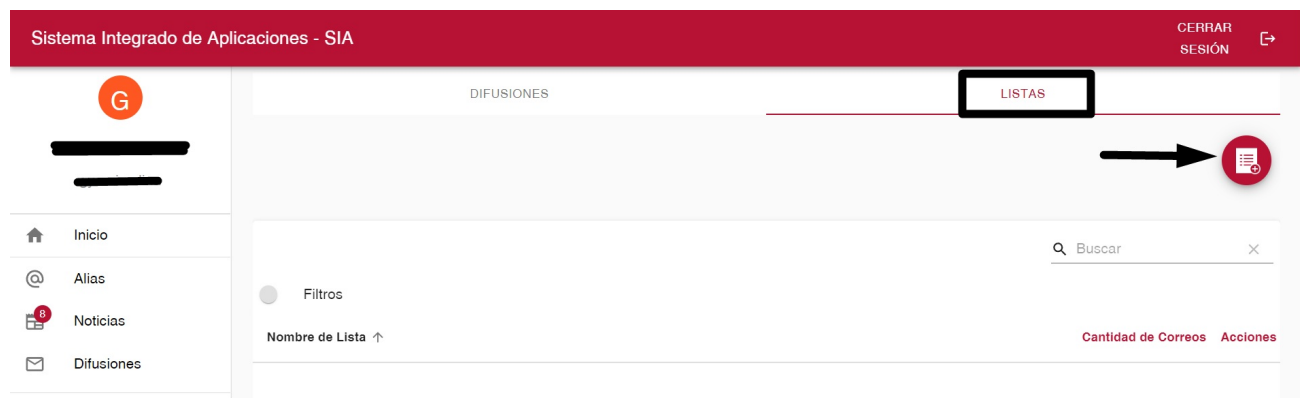 Sistema Integrado de Aplicaciones - SIA
CERRAR
SESIÓN
G
DIFUSIONES
LISTAS
Inicio
Alias
8
Noticias
Difusiones
Buscar
Filtros
Nombre de Lista
Cantidad de Correos
Acciones